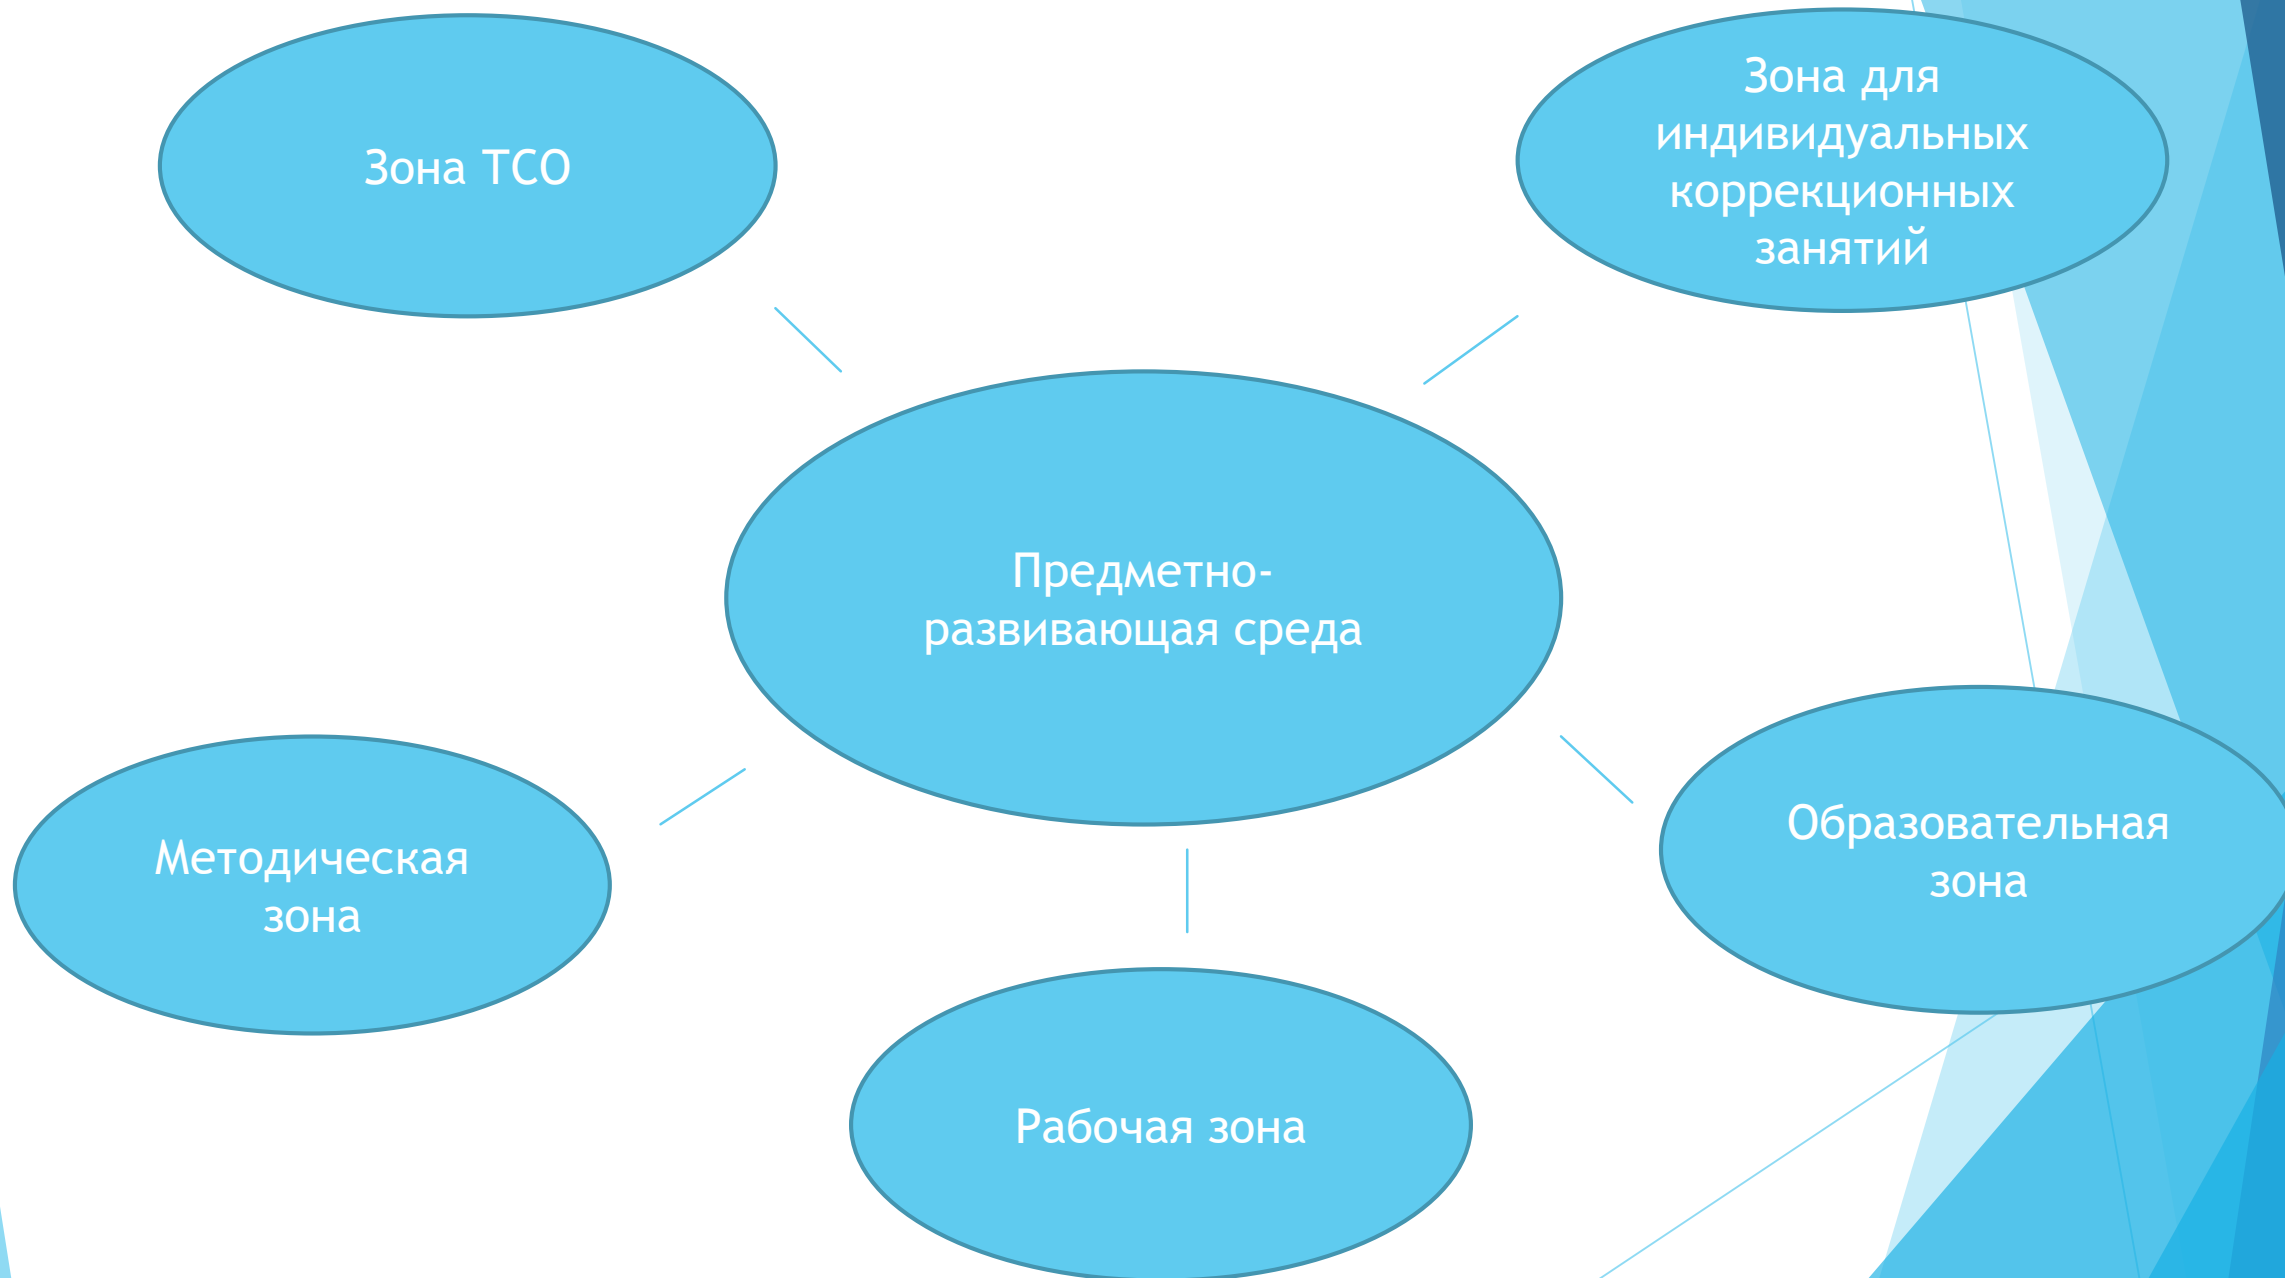 Зона ТСО
Зона для
индивидуальных
коррекционных
занятий
Предметно-
развивающая среда
Методическая
зона
Образовательная
зона
Рабочая зона